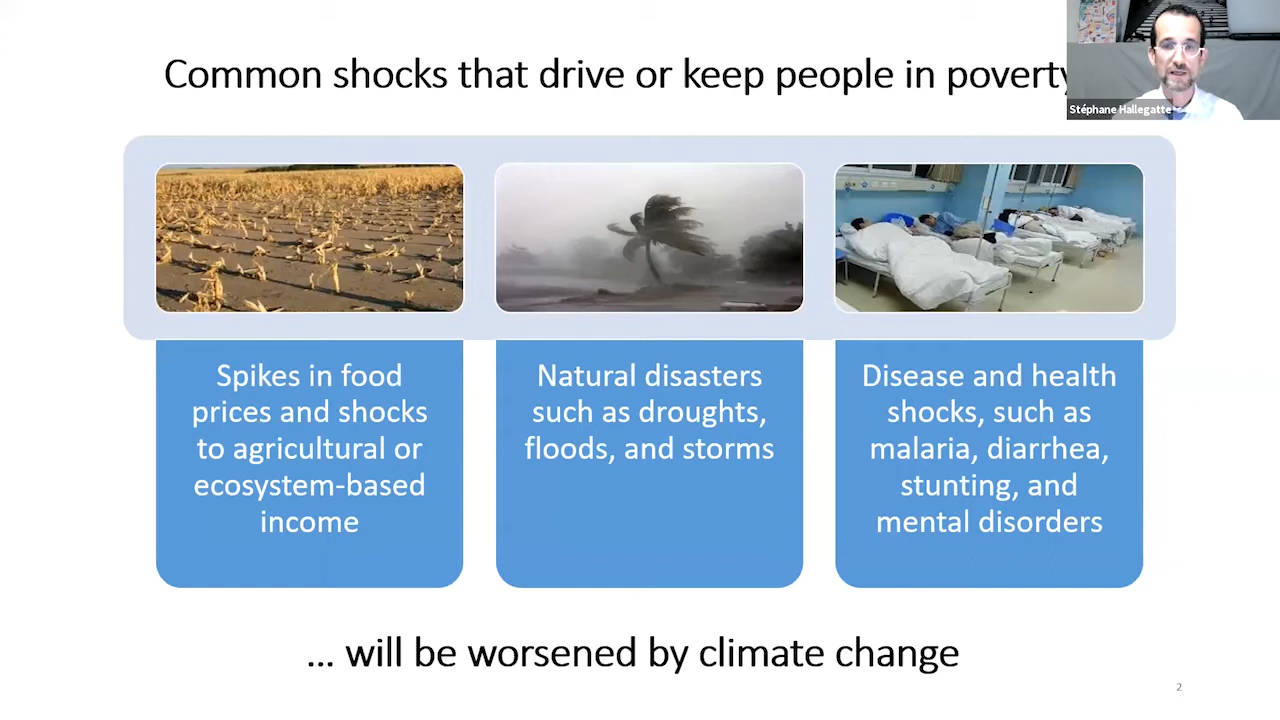 Common shocks that drive or keep people in poverty
Stéphane Hallegatte
Spikes in food
prices and shocks
to agricultural or
ecosystem-based
income
Natural disasters
such as droughts,
floods, and storms
Disease and health
shocks, such as
malaria, diarrhea,
stunting, and
mental disorders
... will be worsened by climate change
2